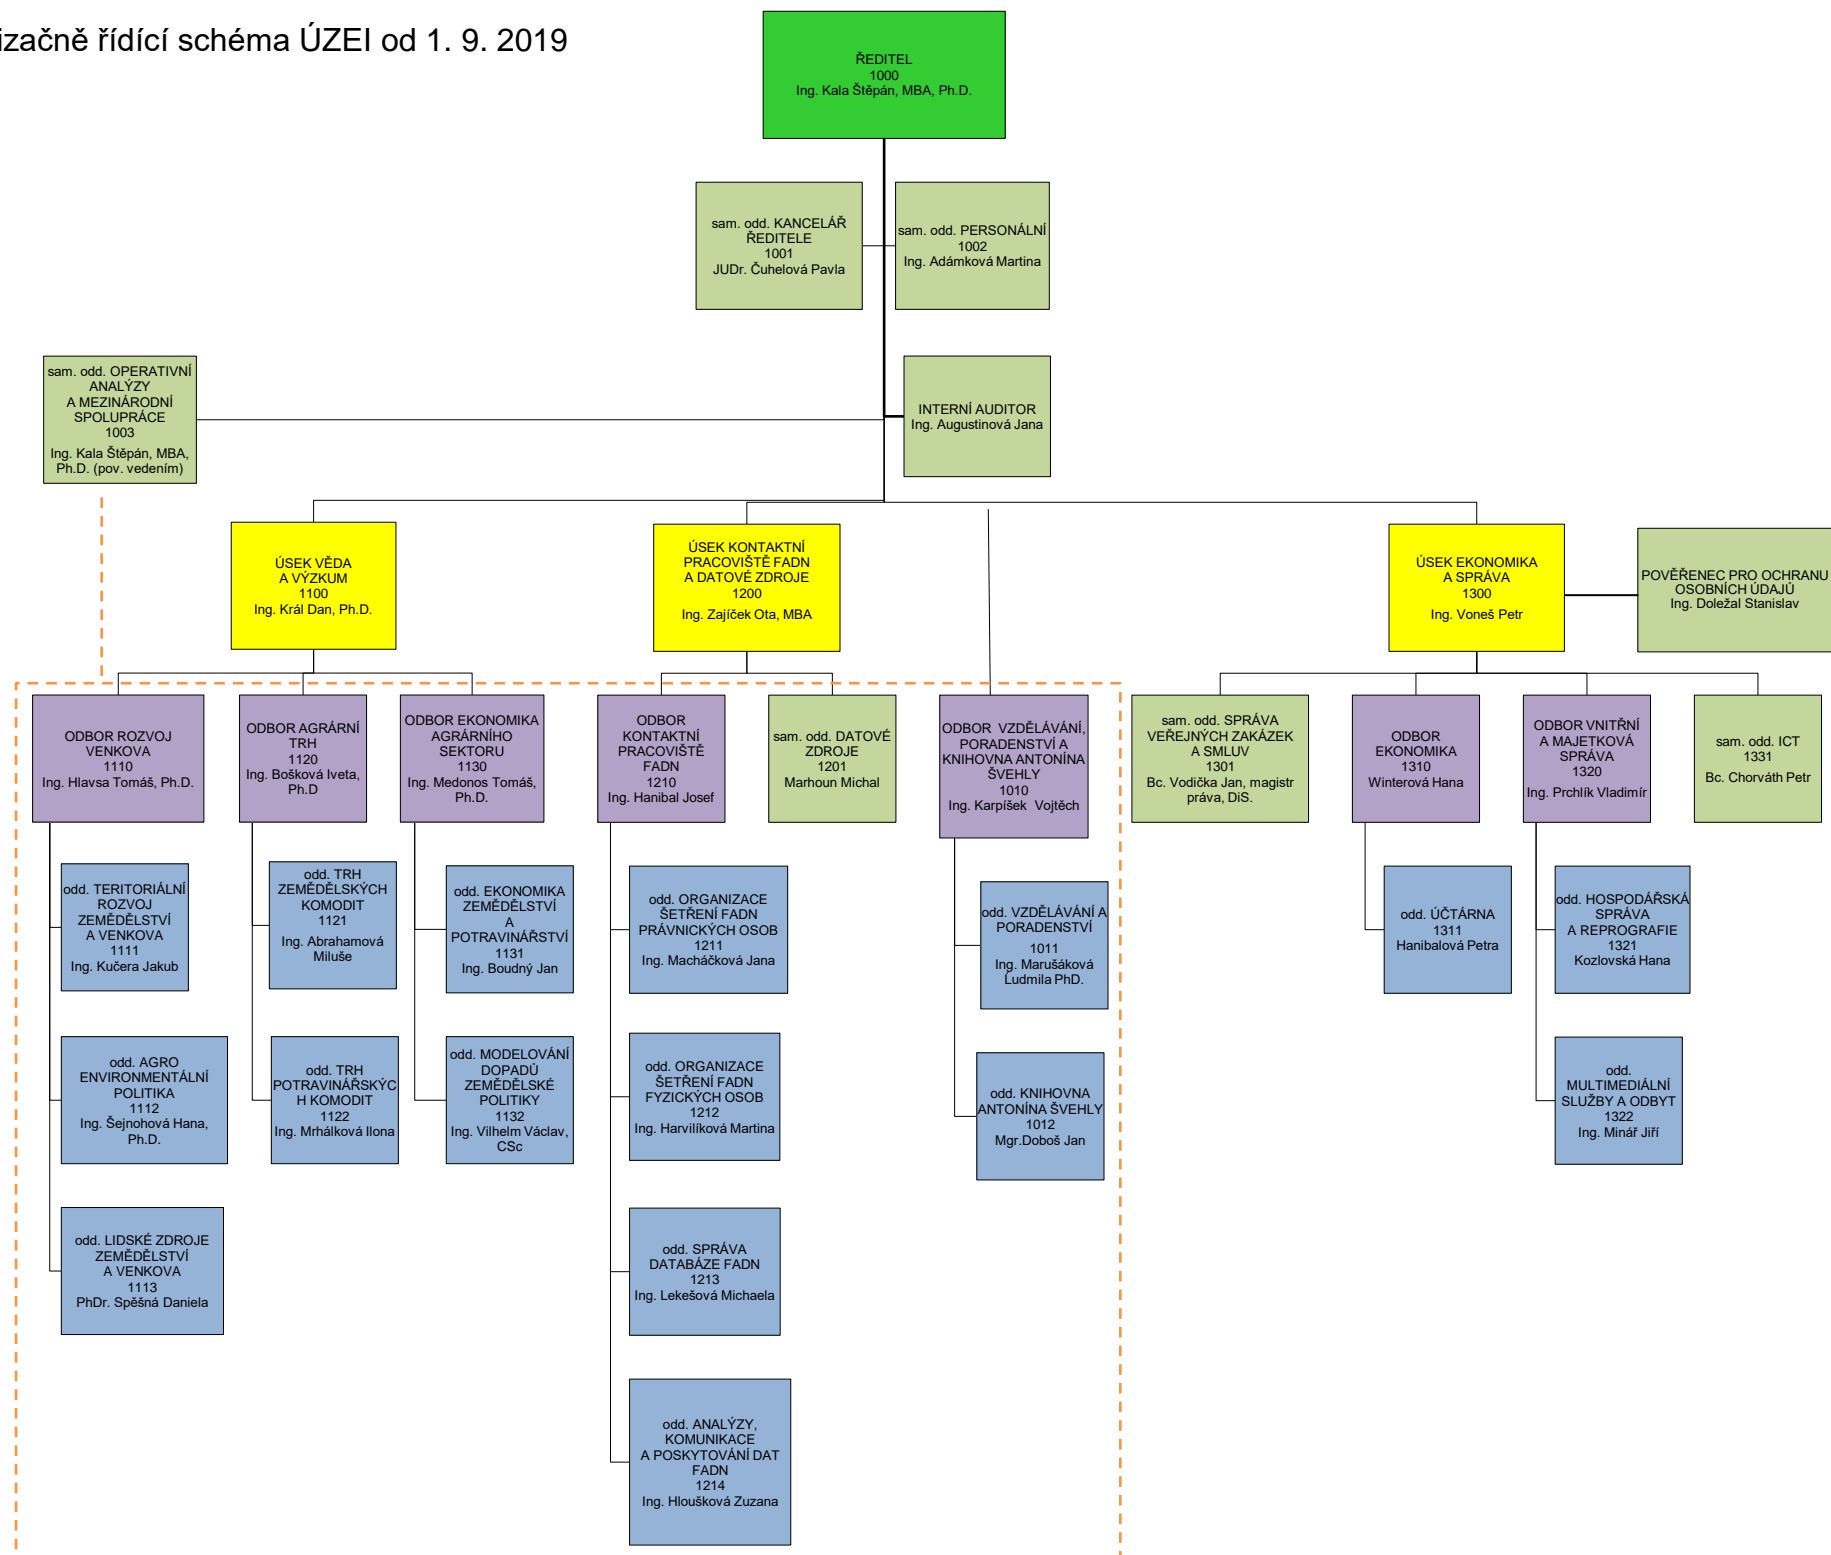 izačně řídící schéma ÚZEI od 1. 9. 2019
ŘEDITEL
1000
Ing. Kala Štěpán, MBA, Ph.D.
sam. odd. KANCELÁŘ
ŘEDITELE
1001
JUDr. Čuhelová Pavla
sam. odd. PERSONÁLNÍ
1002
Ing. Adámková Martina
sam. odd. OPERATIVNÍ
ANALÝZY
A MEZINÁRODNÍ
SPOLUPRÁCE
1003
Ing. Kala Štěpán, MBA,
Ph.D. (pov. vedením)
INTERNÍ AUDITOR
Ing. Augustinová Jana
ÚSEK VĚDA
A VÝZKUM
1100
Ing. Král Dan, Ph.D.
ÚSEK KONTAKTNÍ
PRACOVIŠTĚ FADN
A DATOVÉ ZDROJE
1200
Ing. Zajíček Ota, MBA
ÚSEK EKONOMIKA
A SPRÁVA
1300
Ing. Voneš Petr
POVĚŘENEC PRO OCHRANU
OSOBNÍCH ÚDAJŮ
Ing. Doležal Stanislav
ODBOR ROZVOJ
VENKOVA
1110
Ing. Hlavsa Tomáš, Ph.D.
ODBOR AGRÁRNÍ
TRH
1120
Ing. Bošková Iveta,
Ph.D
ODBOR EKONOMIKA
AGRÁRNÍHO
SEKTORU
1130
Ing. Medonos Tomáš,
Ph.D.
ODBOR
KONTAKTNÍ
PRACOVIŠTĚ
FADN
1210
Ing. Hanibal Josef
sam. odd. DATOVÉ
ZDROJE
1201
Marhoun Michal
ODBOR  VZDĚLÁVÁNÍ,
PORADENSTVÍ A
KNIHOVNA ANTONÍNA
ŠVEHLY
1010
Ing. Karpíšek  Vojtěch
sam. odd. SPRÁVA
VEŘEJNÝCH ZAKÁZEK
A SMLUV
1301
Bc. Vodička Jan, magistr
práva, DiS.
ODBOR
EKONOMIKA
1310
Winterová Hana
ODBOR VNITŘNÍ
A MAJETKOVÁ
SPRÁVA
1320
Ing. Prchlík Vladimír
sam. odd. ICT
1331
Bc. Chorváth Petr
odd. TERITORIÁLNÍ
ROZVOJ
ZEMĚDĚLSTVÍ
A VENKOVA
1111
Ing. Kučera Jakub
odd. TRH
ZEMĚDĚLSKÝCH
KOMODIT
1121
Ing. Abrahamová
Miluše
odd. EKONOMIKA
ZEMĚDĚLSTVÍ
A
POTRAVINÁŘSTVÍ
1131
Ing. Boudný Jan
odd. ORGANIZACE
ŠETŘENÍ FADN
PRÁVNICKÝCH OSOB
1211
Ing. Macháčková Jana
odd. VZDĚLÁVÁNÍ A
PORADENSTVÍ
1011
Ing. Marušáková
Ludmila PhD.
odd. ÚČTÁRNA
1311
Hanibalová Petra
odd. HOSPODÁŘSKÁ
SPRÁVA
A REPROGRAFIE
1321
Kozlovská Hana
odd. AGRO
ENVIRONMENTÁLNÍ
POLITIKA
1112
Ing. Šejnohová Hana,
Ph.D.
odd. TRH
POTRAVINÁŘSKÝC
H KOMODIT
1122
Ing. Mrhálková Ilona
odd. MODELOVÁNÍ
DOPADŮ
ZEMĚDĚLSKÉ
POLITIKY
1132
Ing. Vilhelm Václav,
CSc
odd. ORGANIZACE
ŠETŘENÍ FADN
FYZICKÝCH OSOB
1212
Ing. Harvilíková Martina
odd. KNIHOVNA
ANTONÍNA ŠVEHLY
1012
Mgr.Doboš Jan
odd.
MULTIMEDIÁLNÍ
SLUŽBY A ODBYT
1322
Ing. Minář Jiří
odd. LIDSKÉ ZDROJE
ZEMĚDĚLSTVÍ
A VENKOVA
1113
PhDr. Spěšná Daniela
odd. SPRÁVA
DATABÁZE FADN
1213
Ing. Lekešová Michaela
odd. ANALÝZY,
KOMUNIKACE
A POSKYTOVÁNÍ DAT
FADN
1214
Ing. Hloušková Zuzana